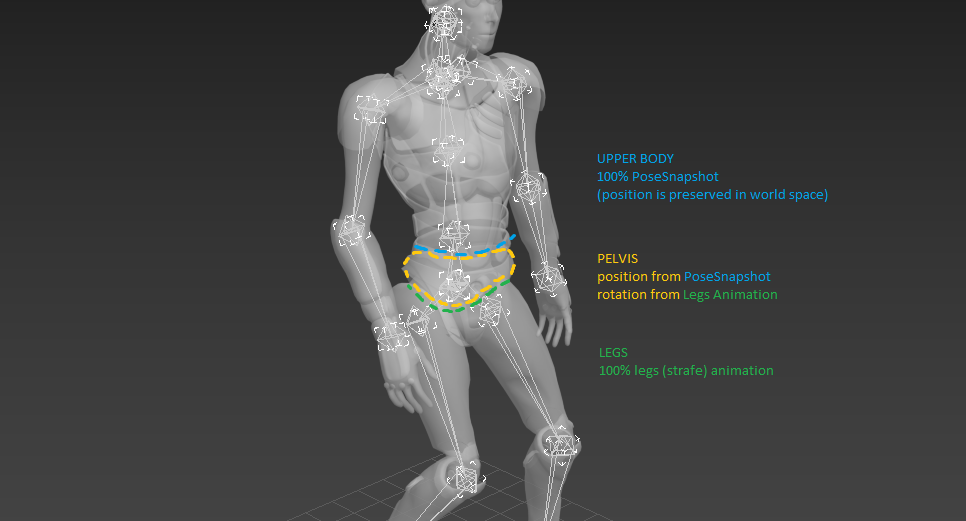 UPPER BODY
100% PoseSnapshot
(position is preserved in world space)
PELVIS
position from PoseSnapshot
rotation from Legs Animation
LEGS
100% legs (strafe) animation